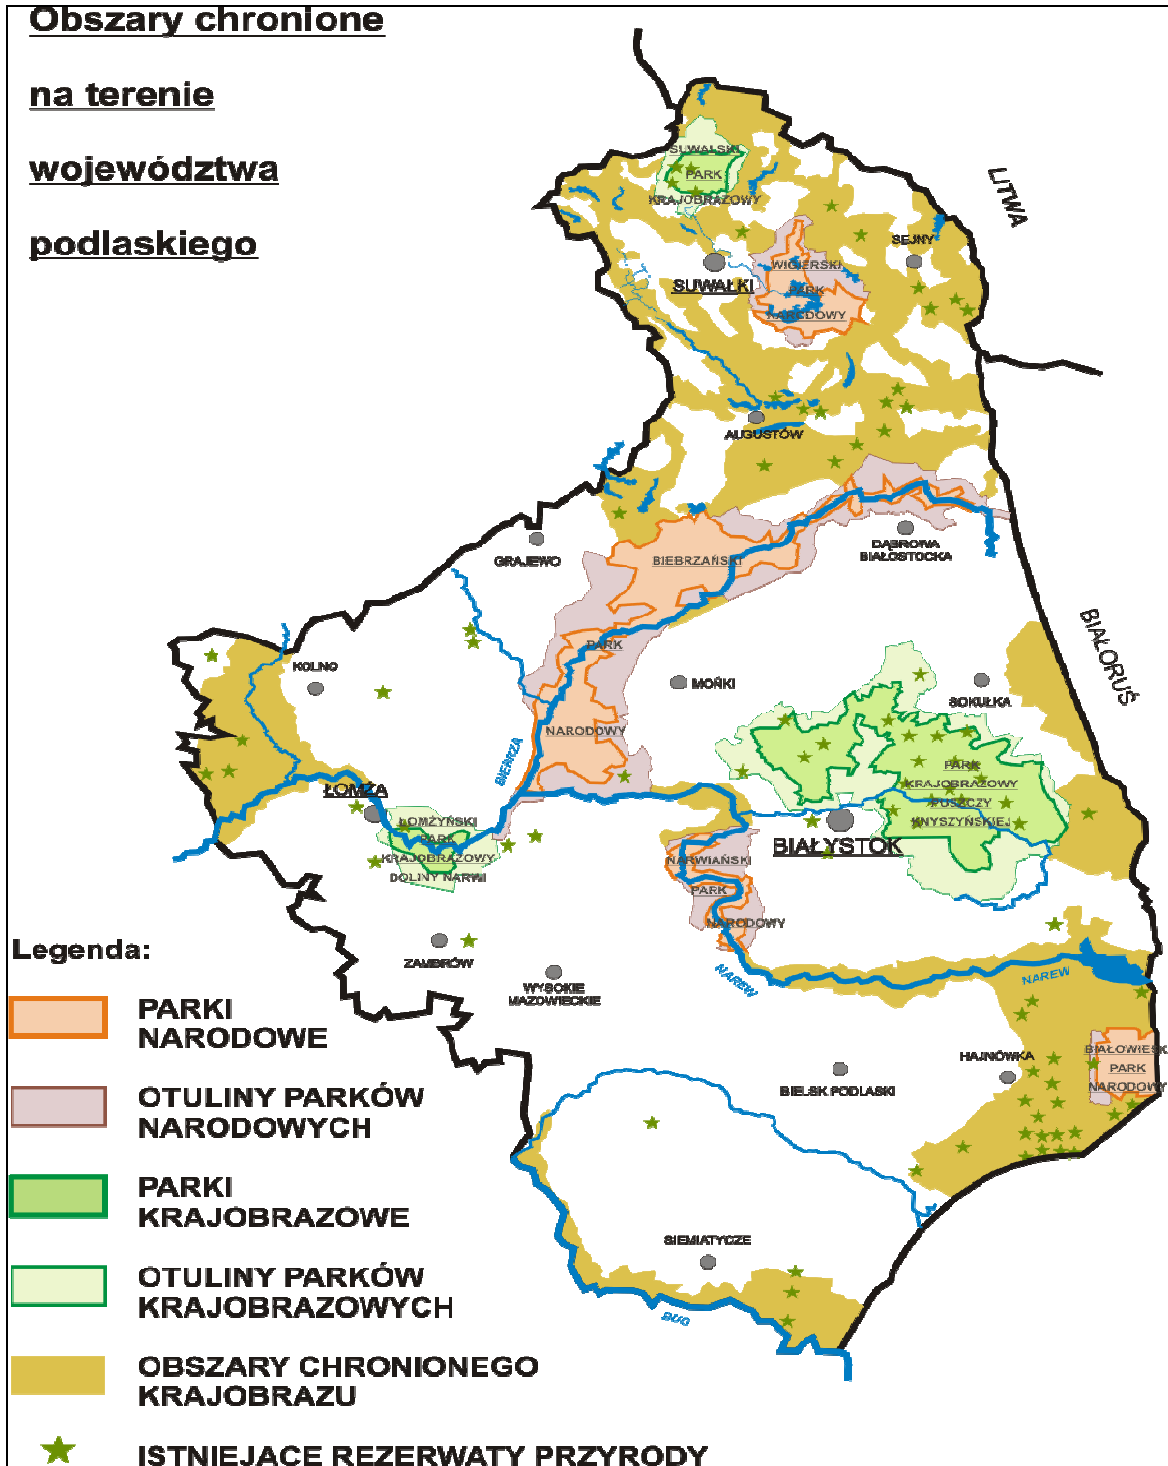 Obszary chronione
na terenie
województwa
podlaskiego
LITWA
SUWALSKI
PARK
KRAJOBRAZOWY
SEJNY
SUWAŁKI
WIGIERSKI
PARK
NARODOWY
AUGUSTÓW
GRAJEWO
DĄBROWA
BIAŁOSTOCKA
BIEBRZAŃSKI
PARK
NARODOWY
BIAŁORUŚ
KOLNO
MOŃKI
SOKÓŁKA
BIEBRZA
ŁOMŻA
PARK
KRAJOBRAZOWY
PUSZCZY
KNYSZYŃSKIEJ
ŁOMŻYŃSKI
PARK
KRAJOBRAZOWY
DOLINY NARWI
BIAŁYSTOK
NARWIAŃSKI
PARK
NARODOWY
ZAMBRÓW
WYSOKIE
MAZOWIECKIE
NAREW
NAREW
HAJNÓWKA
BIAŁOWIESKI
PARK
NARODOWY
BIELSK PODLASKI
SIEMIATYCZE
BUG
Legenda:
PARKI
NARODOWE
OTULINY PARKÓW
NARODOWYCH
PARKI
KRAJOBRAZOWE
OTULINY PARKÓW
KRAJOBRAZOWYCH
OBSZARY CHRONIONEGO
KRAJOBRAZU
ISTNIEJACE REZERWATY PRZYRODY